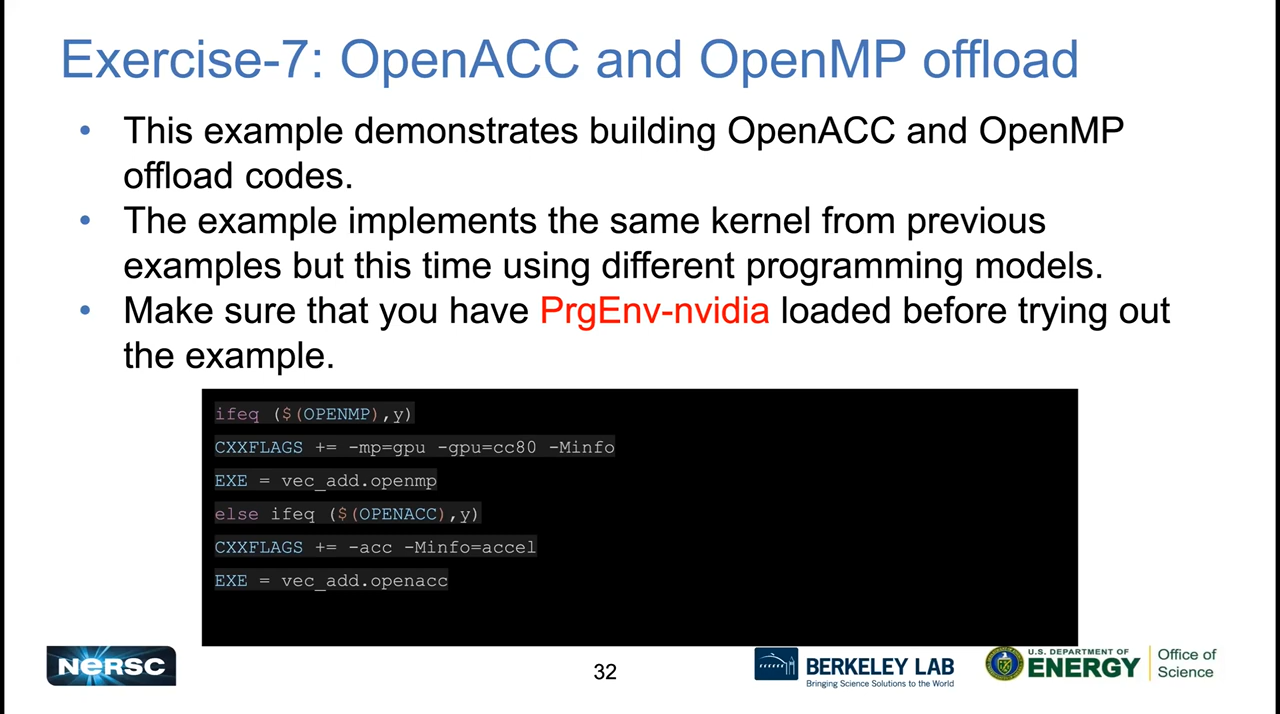 Exercise-7: OpenACC and OpenMP offload
• This example demonstrates building OpenACC and OpenMP
offload codes.
• The example implements the same kernel from previous
examples but this time using different programming models.
• Make sure that you have PrgEnv-nvidia loaded before trying out
the example.
ifeq ($(OPENMP),y)
CXXFLAGS += -mp=gpu -gpu=cc80 -Minfo
EXE = vec_add.openmp
else ifeq ($(OPENACC),y)
CXXFLAGS += -acc -Minfo=accel
EXE = vec_add.openacc
NERSC
32
BERKELEY LAB
Bringing Science Solutions to the World
U.S. DEPARTMENT OF
ENERGY
Office of
Science